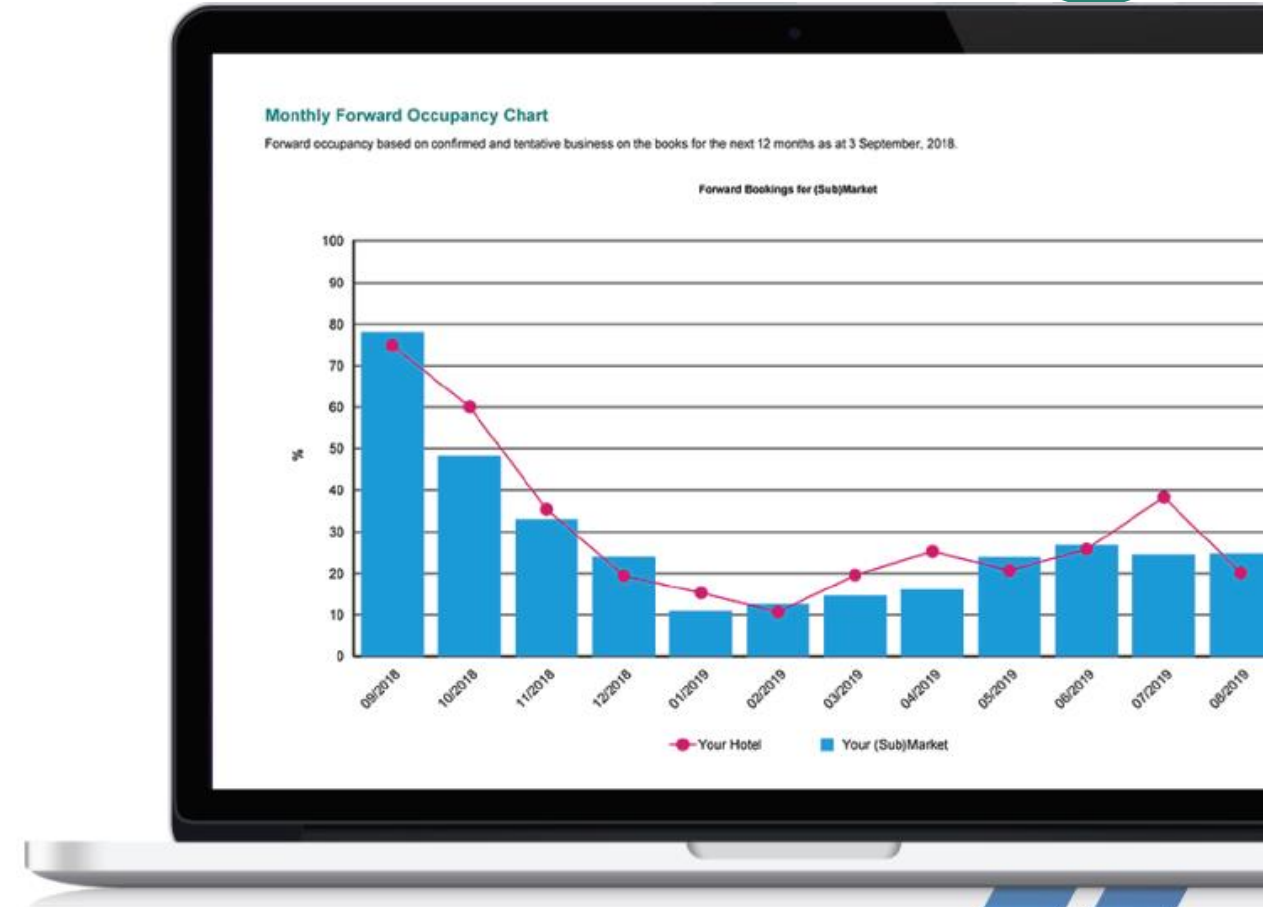 Monthly Forward Occupancy Chart
Forward occupancy based on confirmed and tentative business on the books for the next 12 months as at 3 September, 2018.
Forward Bookings for (Sub)Market
100
90
80
70
60
50
40
30
20
10
0
%
09/2018 10/2018 11/2018 12/2018 01/2019 02/2019 03/2019 04/2019 05/2019 06/2019 07/2019 08/2019
Your Hotel Your (Sub)Market